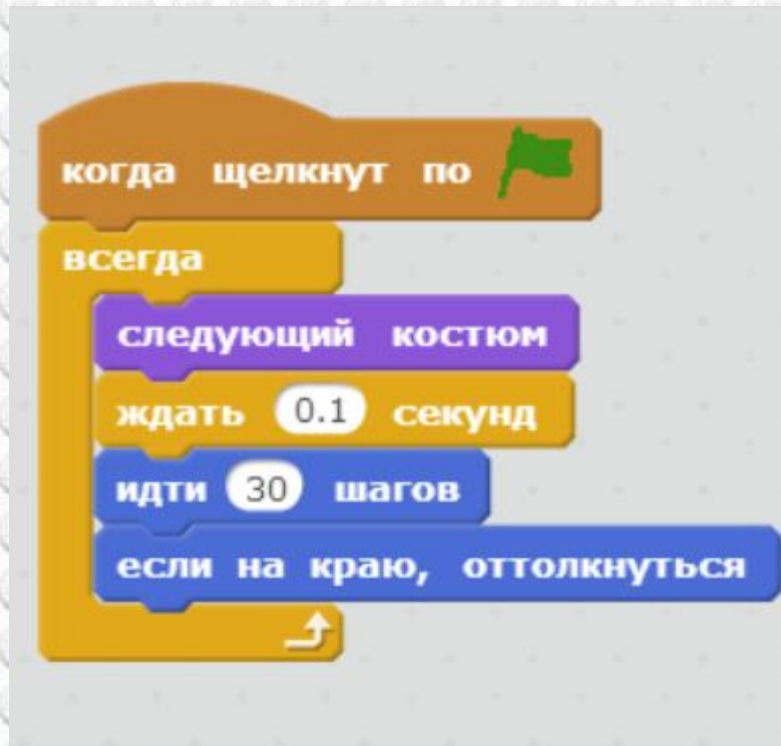 когда щелкнут по
всегда
следующий костюм
ждать 0.1 секунд
идти 30 шагов
если на краю, оттолкнуться